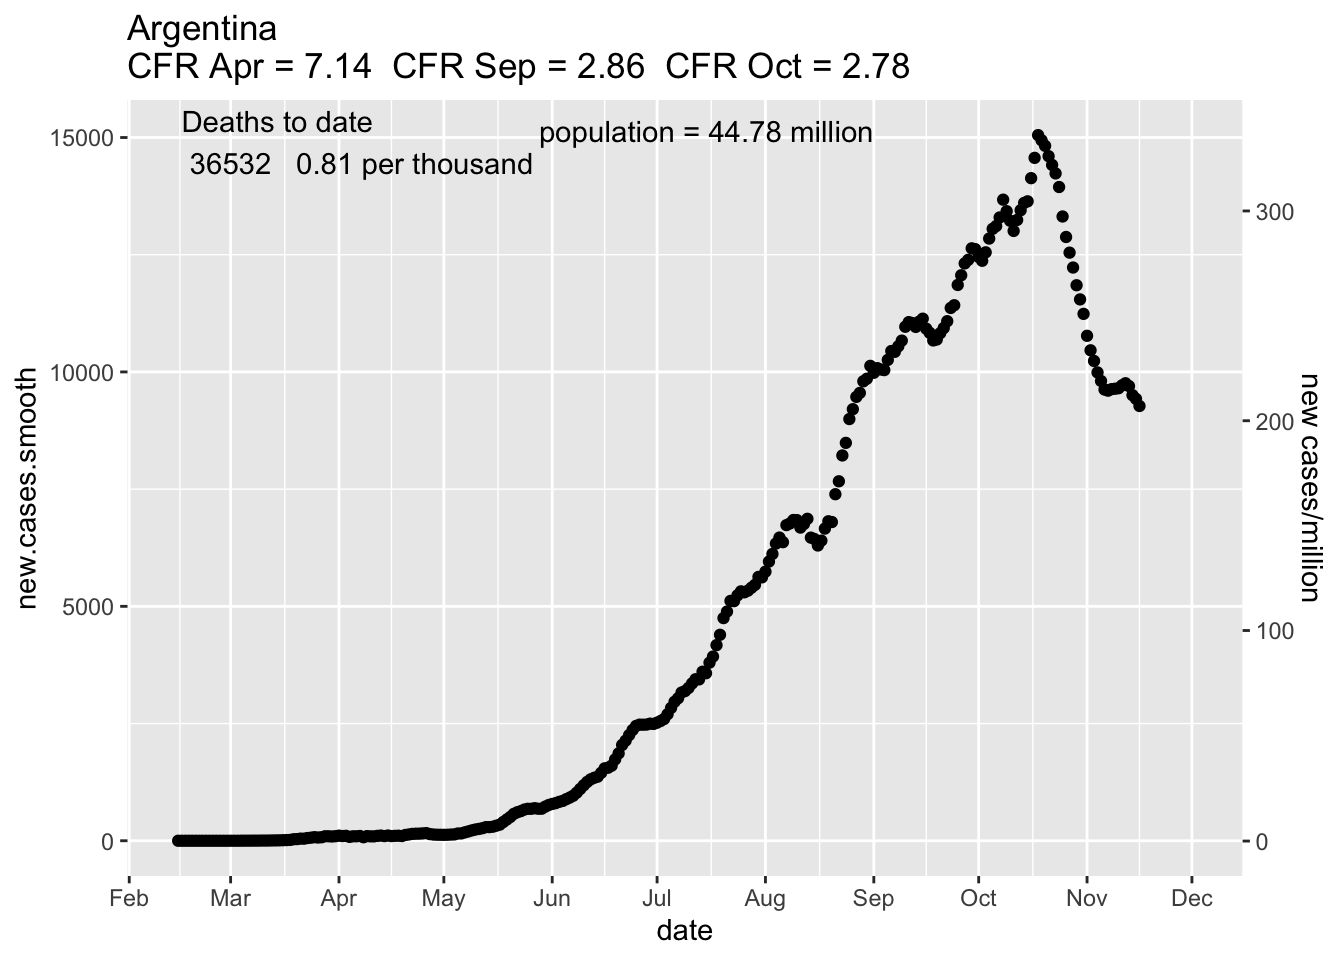 Argentina
CFR Apr = 7.14  CFR Sep = 2.86  CFR Oct = 2.78
Deaths to date
36532   0.81 per thousand
population = 44.78 million
new.cases.smooth
15000
10000
5000
0
new cases/million
300
200
100
0
Feb Mar Apr May Jun Jul Aug Sep Oct Nov Dec
date